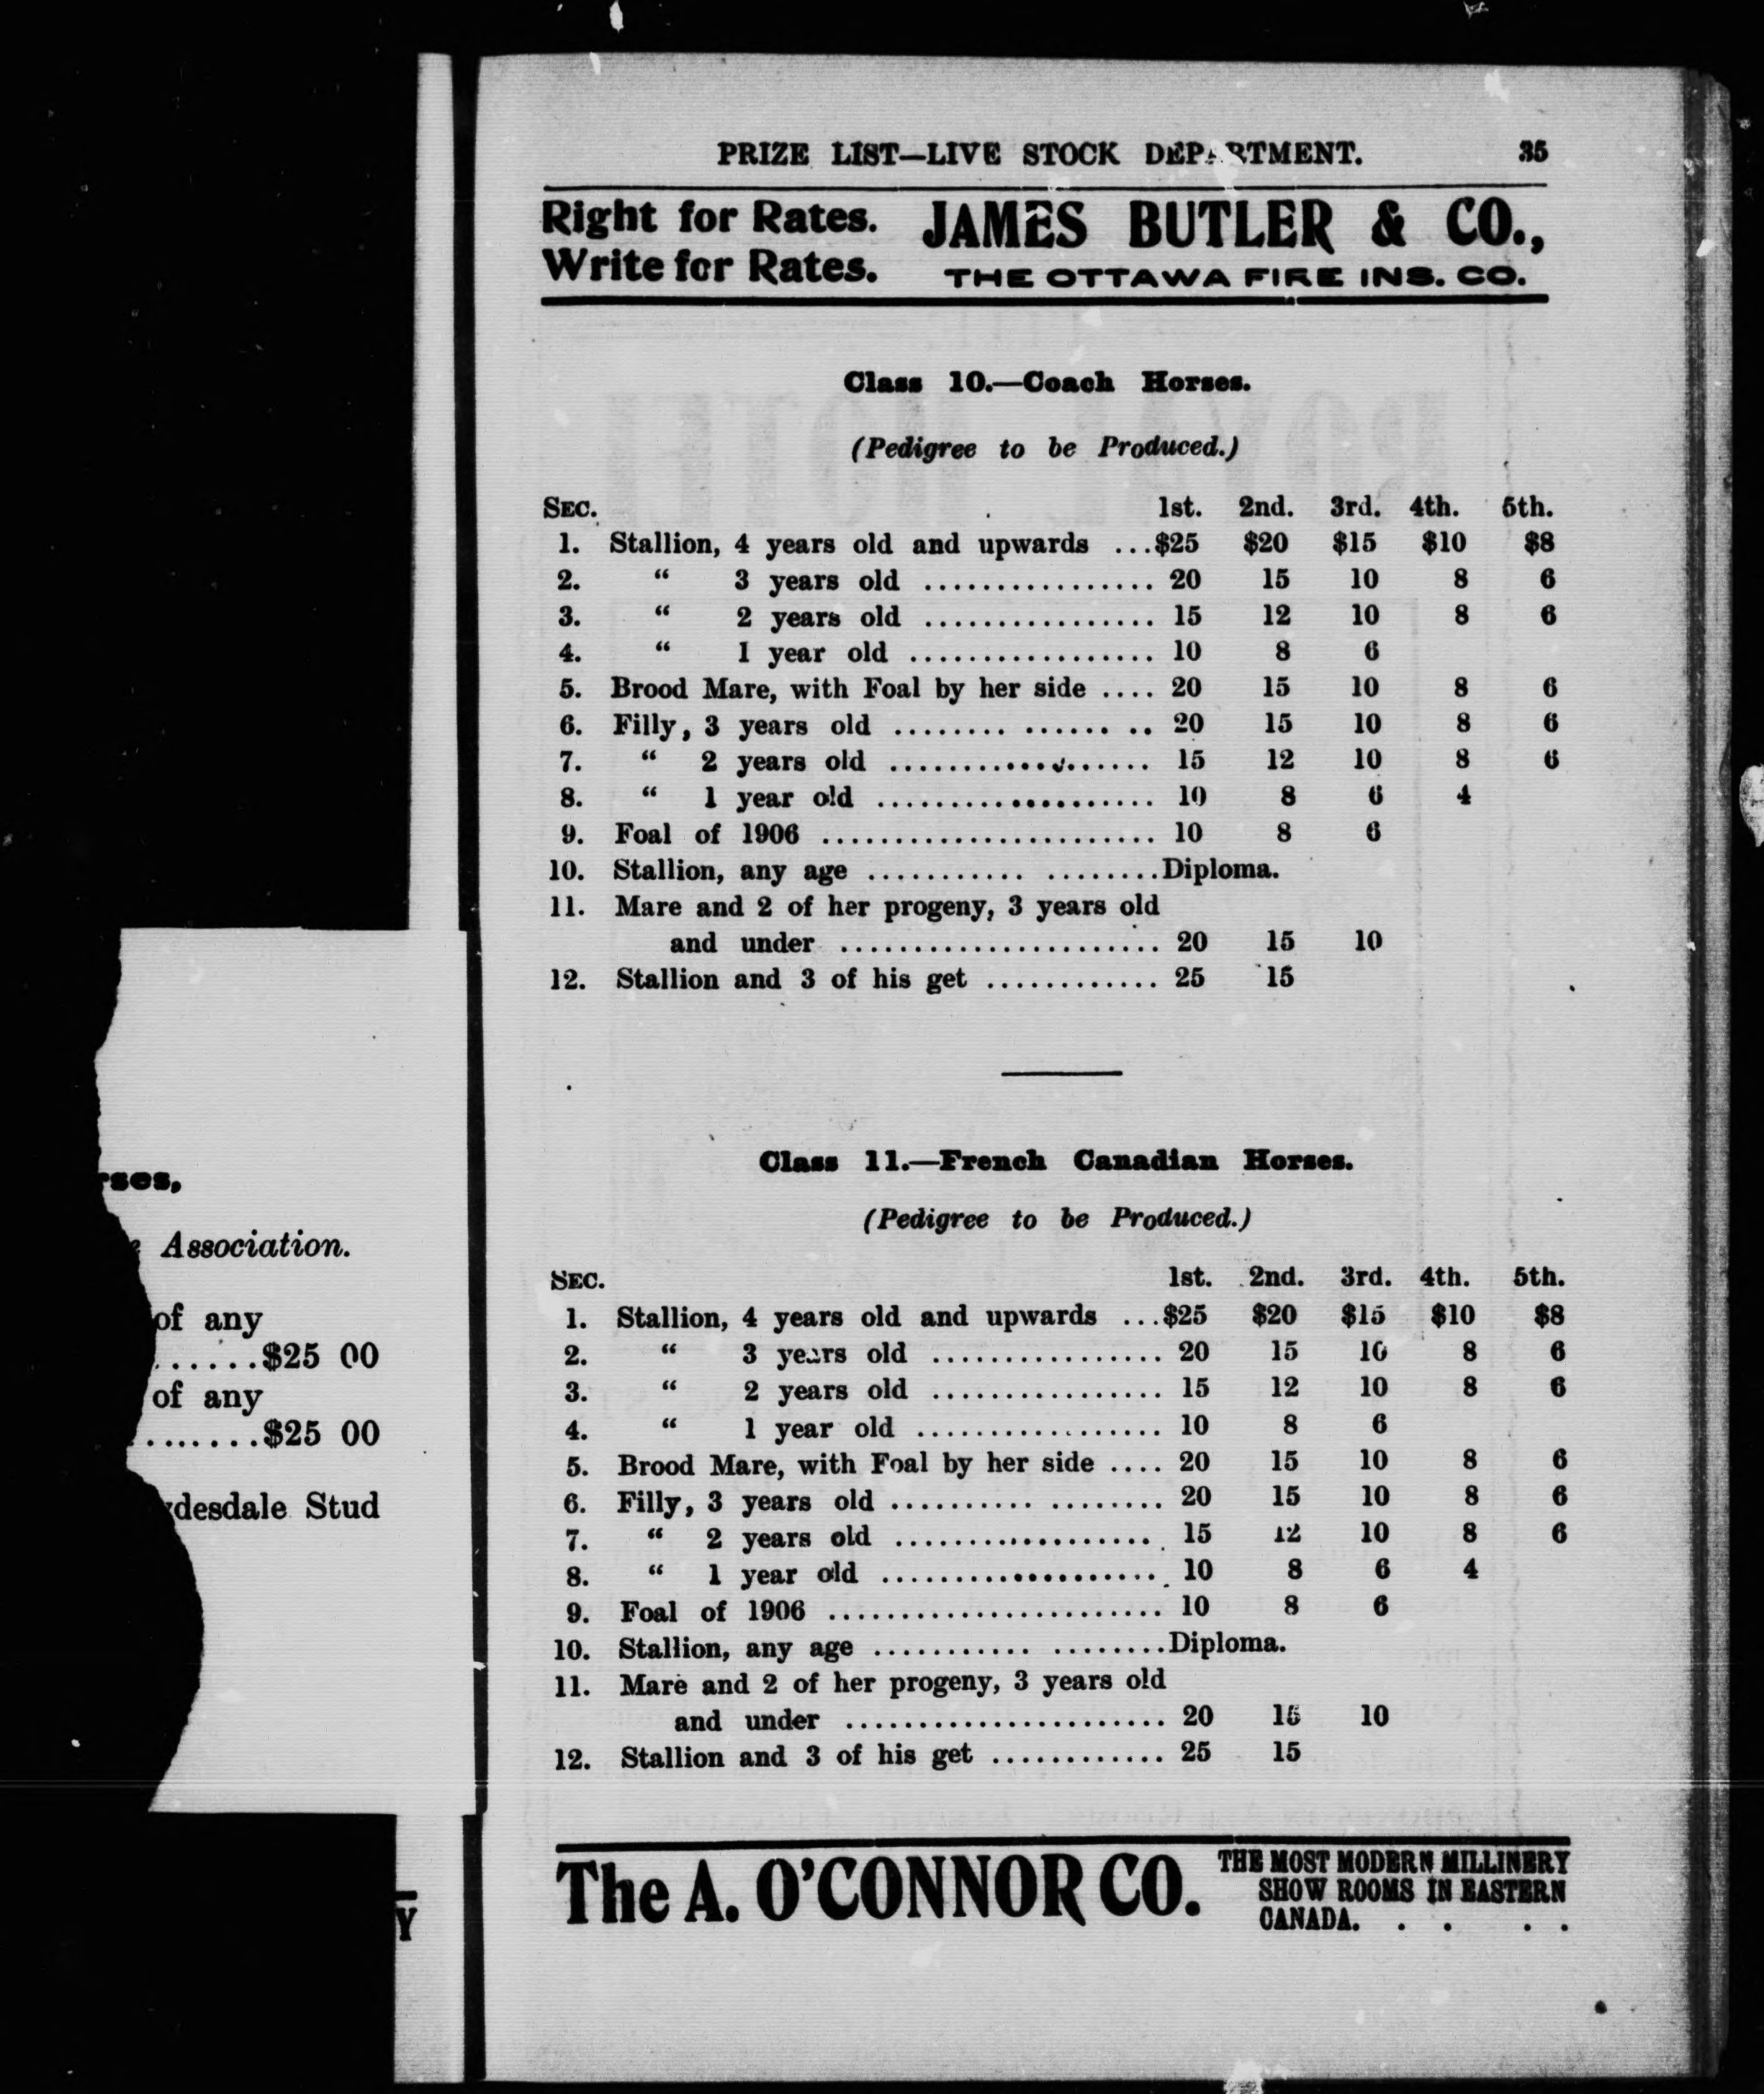 PRIZE LIST—LIVE STOCK DEPARTMENT. 35
Right for Rates. JAMES BUTLER & CO.,
Write for Rates. THE OTTAWA FIRE INS. CO.
Class 10.—Coach Horses.
(Pedigree to be Produced.)
SEC. 1st. 2nd. 3rd. 4th. 5th.
1. Stallion, 4 years old and upwards ...$25 $20 $15 $10 $8
2. “ 3 years old ................ 20 15 10 8 6
3. “ 2 years old ................ 15 12 10 8 6
4. “ 1 year old ................. 10 8 6
5. Brood Mare, with Foal by her side .... 20 15 10 8 6
6. Filly, 3 years old ........ ...... .. 20 15 10 8 6
7. “ 2 years old .................. 15 12 10 8 6
8. “ 1 year old ................... 10 8 6 4
9. Foal of 1906 ....................... 10 8 6
10. Stallion, any age ........... ........Diploma.
11. Mare and 2 of her progeny, 3 years old
and under ...................... 20 15 10
12. Stallion and 3 of his get ............ 25 15
Class 11.—French Canadian Horses.
(Pedigree to be Produced.)
SEC. 1st. 2nd. 3rd. 4th. 5th.
1. Stallion, 4 years old and upwards ...$25 $20 $15 $10 $8
2. “ 3 years old ................ 20 15 10 8 6
3. “ 2 years old ................ 15 12 10 8 6
4. “ 1 year old ................. 10 8 6
5. Brood Mare, with Foal by her side .... 20 15 10 8 6
6. Filly, 3 years old .......... ........ 20 15 10 8 6
7. “ 2 years old .................. 15 12 10 8 6
8. “ 1 year old .................... 10 8 6 4
9. Foal of 1906 ....................... 10 8 6
10. Stallion, any age ........... ........Diploma.
11. Mare and 2 of her progeny, 3 years old
and under ...................... 20 15 10
12. Stallion and 3 of his get ............ 25 15
The A. O'CONNOR CO. THE MOST MODERN MILLINERY
SHOW ROOMS IN EASTERN
CANADA. . . . .
rses,
Association.
of any
......$25 00
of any
.......$25 00
desdale Stud
Y